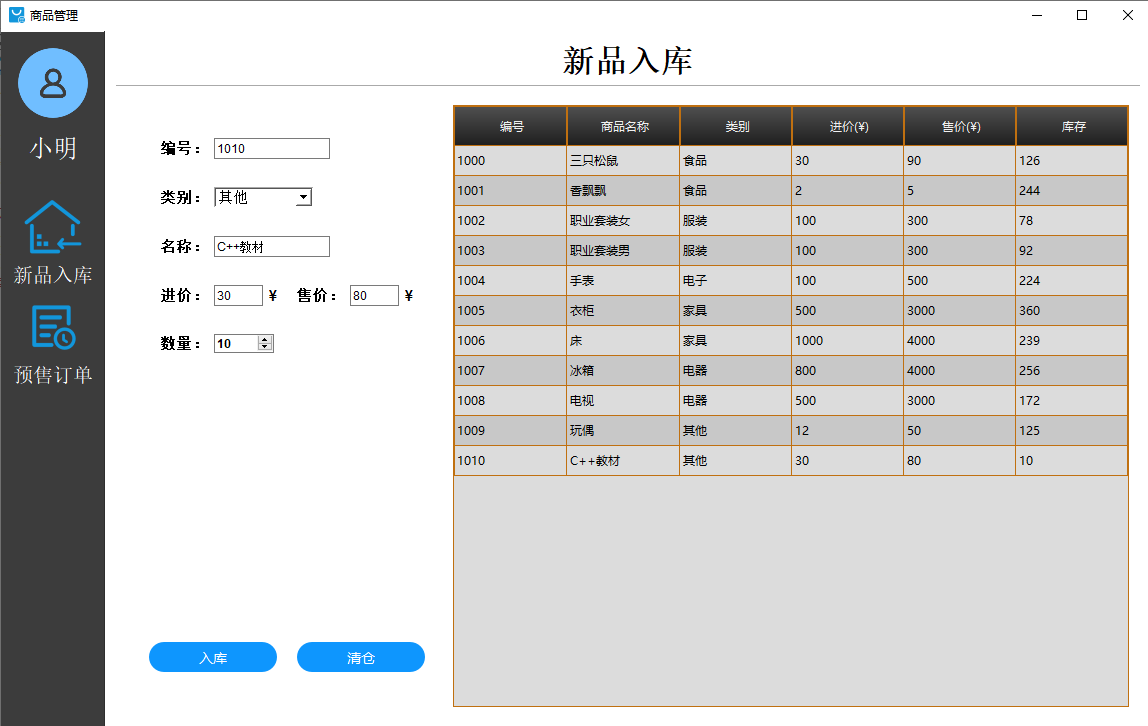 商品管理
小明
新品入库
预售订单
新品入库
编号： 1010
类别： 其他
名称： C++教材
进价： 30 ¥ 售价： 80 ¥
数量： 10
入库 清仓
编号 商品名称 类别 进价(¥) 售价(¥) 库存
1000 三只松鼠 食品 30 90 126
1001 香飘飘 食品 2 5 244
1002 职业套装女 服装 100 300 78
1003 职业套装男 服装 100 300 92
1004 手表 电子 100 500 224
1005 衣柜 家具 500 3000 360
1006 床 家具 1000 4000 239
1007 冰箱 电器 800 4000 256
1008 电视 电器 500 3000 172
1009 玩偶 其他 12 50 125
1010 C++教材 其他 30 80 10